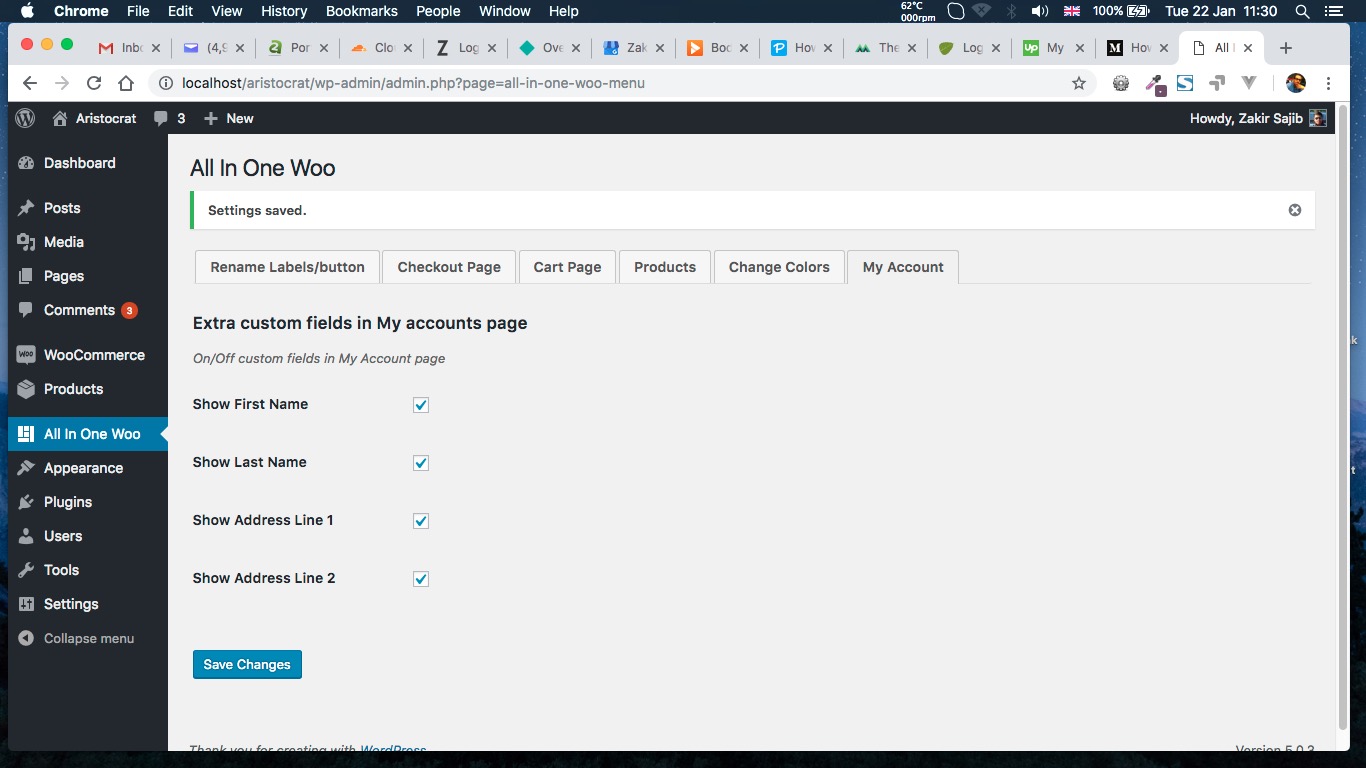 Chrome File Edit View History Bookmarks People Window Help 62°C 000rpm 100% Tue 22 Jan 11:30
Inb (4,9 Por Clo Log Ove Zak Boc Hov The Log My Hov All I
localhost/aristocrat/wp-admin/admin.php?page=all-in-one-woo-menu
Aristocrat 3 New Howdy, Zakir Sajib
Dashboard
Posts
Media
Pages
Comments 3
WooCommerce
Products
All In One Woo
Appearance
Plugins
Users
Tools
Settings
Collapse menu
All In One Woo
Settings saved.
Rename Labels/button Checkout Page Cart Page Products Change Colors My Account
Extra custom fields in My accounts page
On/Off custom fields in My Account page
Show First Name
Show Last Name
Show Address Line 1
Show Address Line 2
Save Changes
Thank you for creating with WordPress
Version 5.0.3